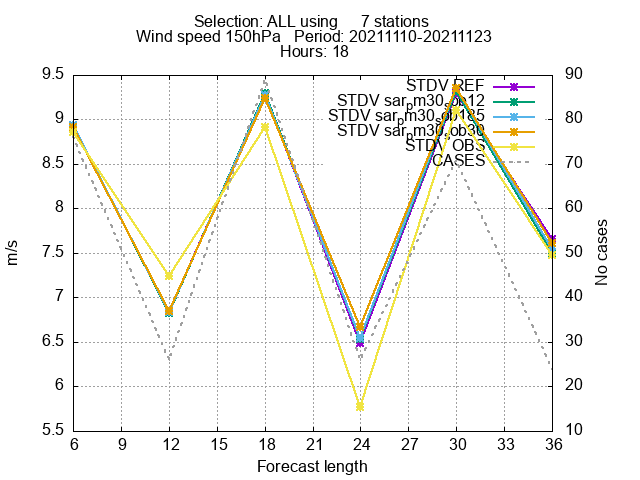 Selection: ALL using 7 stations
Wind speed 150hPa Period: 20211110-20211123
Hours: 18
9.5
9
8.5
8
7.5
7
6.5
6
5.5
m/s
90
80
70
60
50
40
30
20
10
No cases
STDV REF
STDV sarpm30sob12
STDV sarpm30sob135
STDV sarpm30sob30
STDV OBS
CASES
6 9 12 15 18 21 24 27 30 33 36
Forecast length